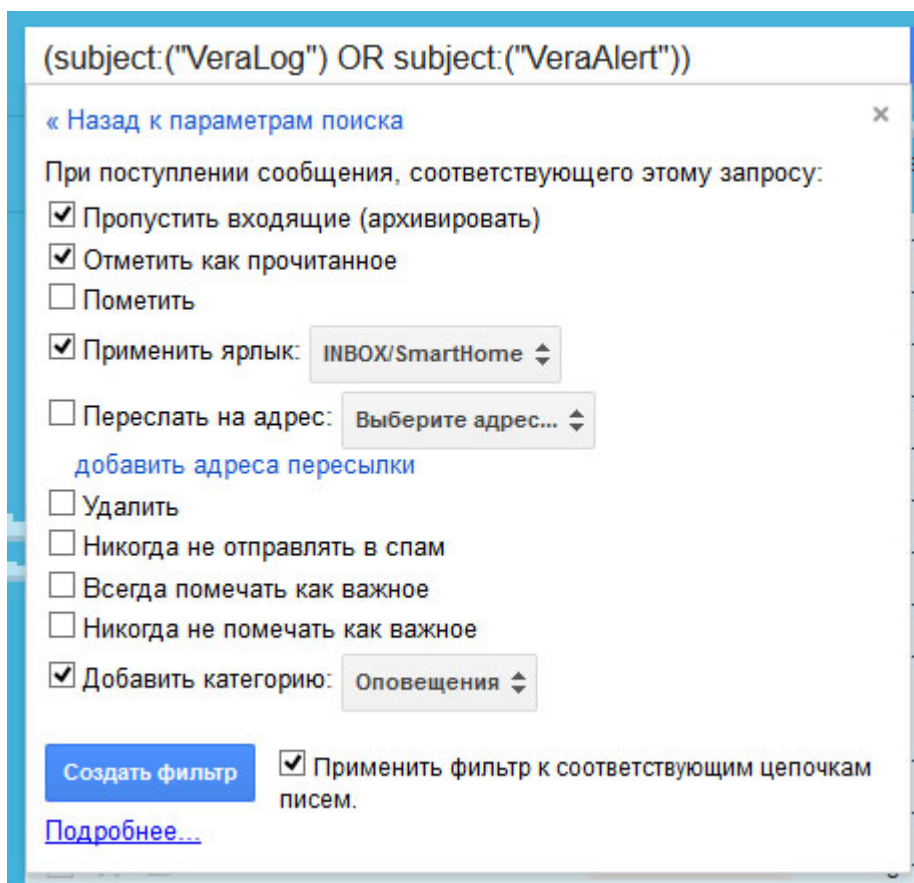 (subject:("VeraLog") OR subject:("VeraAlert"))
« Назад к параметрам поиска
×
При поступлении сообщения, соответствующего этому запросу:
Пропустить входящие (архивировать)
Отметить как прочитанное
Пометить
Применить ярлык: INBOX/SmartHome
Переслать на адрес: Выберите адрес...
добавить адреса пересылки
Удалить
Никогда не отправлять в спам
Всегда помечать как важное
Никогда не помечать как важное
Добавить категорию: Оповещения
Создать фильтр Применить фильтр к соответствующим цепочкам
писем.
Подробнее...